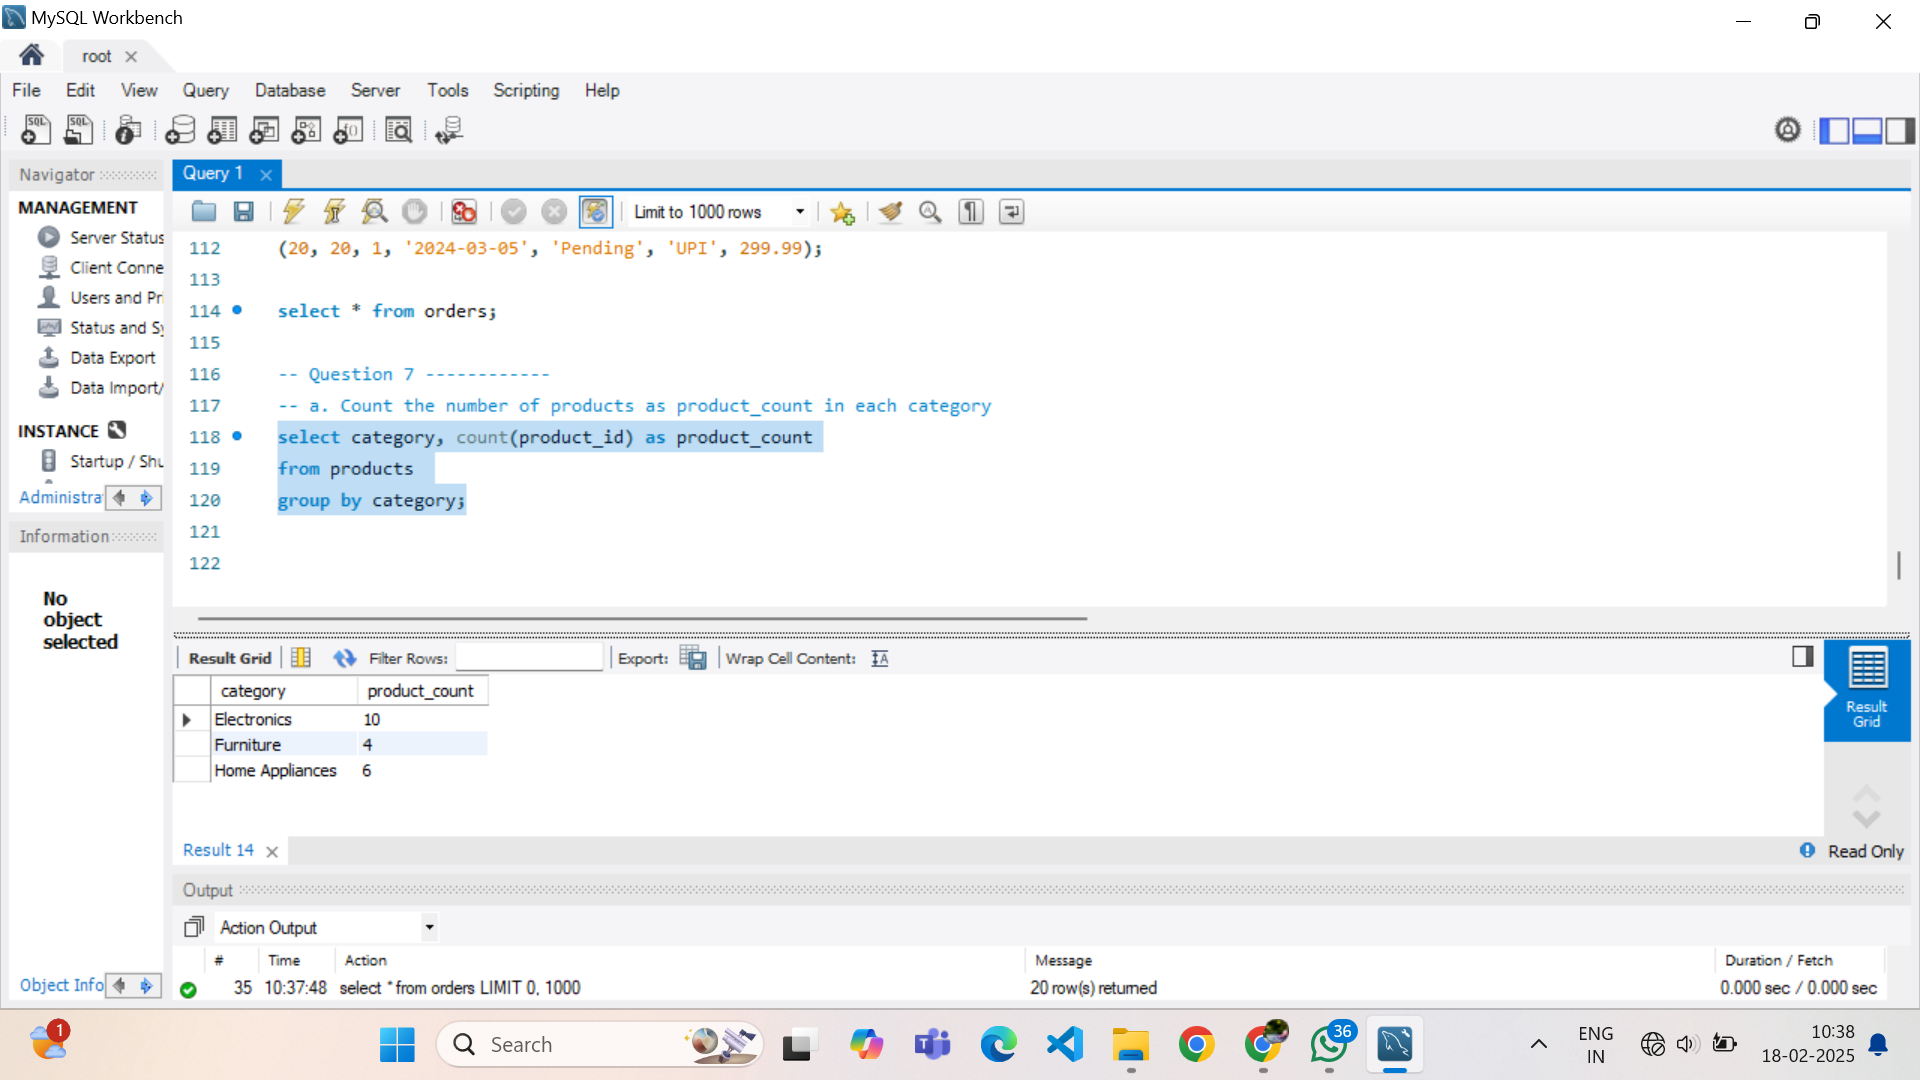 MySQL Workbench
root
File Edit View Query Database Server Tools Scripting Help
Navigator
MANAGEMENT
Server Status
Client Conne
Users and Pri
Status and Sy
Data Export
Data Import/
INSTANCE
Startup / Shu
Administra
Information
No
object
selected
Object Info
Query 1
Limit to 1000 rows
112 (20, 20, 1, '2024-03-05', 'Pending', 'UPI', 299.99);
113
114 select * from orders;
115
116 -- Question 7 ------------
117 -- a. Count the number of products as product_count in each category
118 select category, count(product_id) as product_count
119 from products
120 group by category;
121
122
Result Grid Filter Rows: Export: Wrap Cell Content:
category product_count
Electronics 10
Furniture 4
Home Appliances 6
Result
Grid
Result 14
Read Only
Output
Action Output
# Time Action Message Duration / Fetch
35 10:37:48 select * from orders LIMIT 0, 1000 20 row(s) returned 0.000 sec / 0.000 sec
1
Search
36
ENG
IN
10:38
18-02-2025